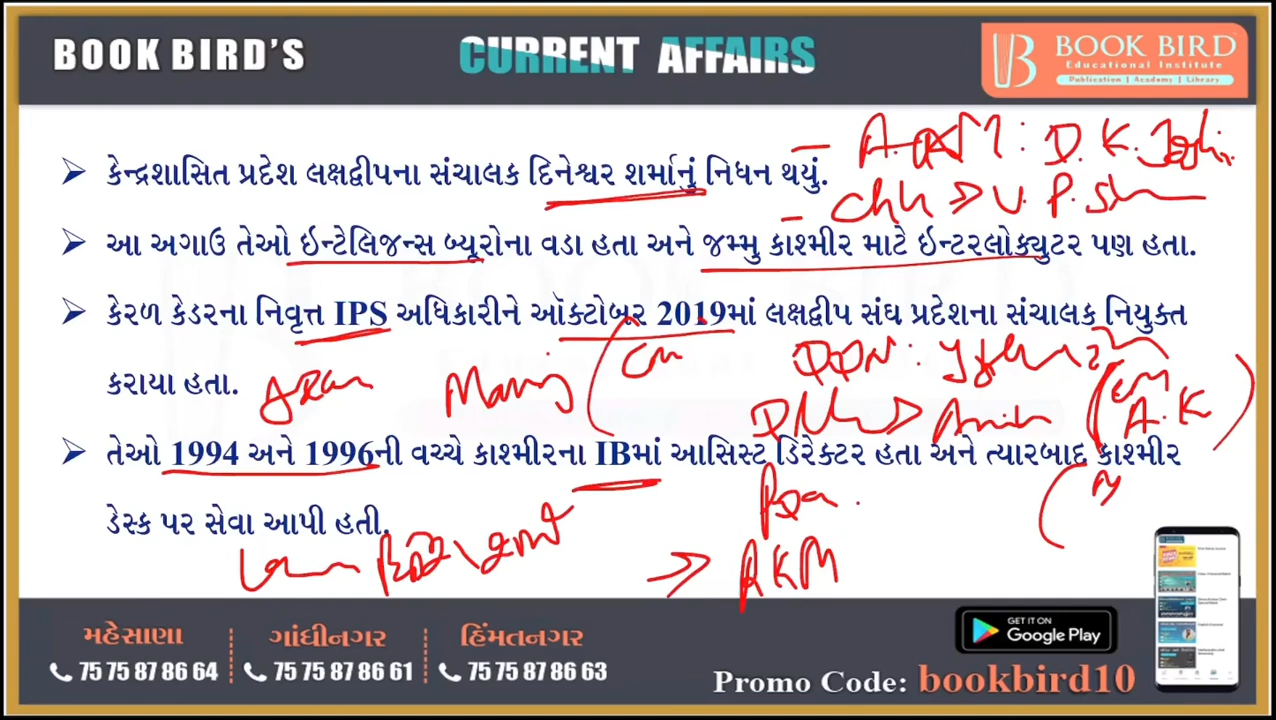 BOOK BIRD'S
CURRENT AFFAIRS
BOOK BIRD
Educational Institute
Publication | Academy | Library
A.&M : D. K. Joshi
➢ કેન્દ્રશાસિત પ્રદેશ લક્ષદ્વીપના સંચાલક દિનેશ્વર શર્માનું નિધન થયું.
➢ આ અગાઉ તેઓ ઇન્ટેલિજન્સ બ્યૂરોના વડા હતા અને જમ્મુ કાશ્મીર માટે ઇન્ટરલોક્યુટર પણ હતા.
➢ કેરળ કેડરના નિવૃત્ત IPS અધિકારીને ઑક્ટોબર 2019માં લક્ષદ્વીપ સંઘ પ્રદેશના સંચાલક નિયુક્ત
કરાયા હતા.
➢ તેઓ 1994 અને 1996ની વચ્ચે કાશ્મીરના IBમાં આસિસ્ટ ડિરેક્ટર હતા અને ત્યારબાદ કાશ્મીર
ડેસ્ક પર સેવા આપી હતી.
મહેસાણા
75 75 87 86 64
ગાંધીનગર
75 75 87 86 61
હિંમતનગર
75 75 87 86 63
GET IT ON
Google Play
Promo Code: bookbird10